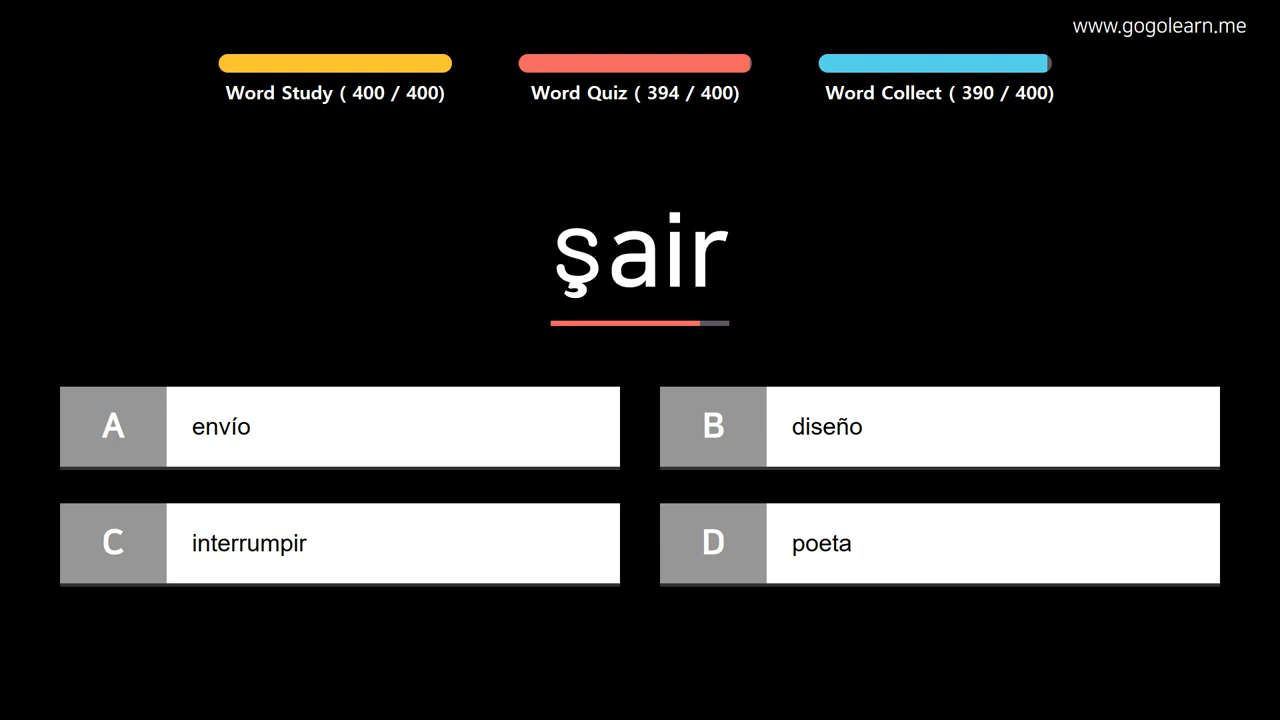 www.gogolearn.me
Word Study ( 400 / 400)
Word Quiz ( 394 / 400)
Word Collect ( 390 / 400)
şair
A envío
B diseño
C interrumpir
D poeta